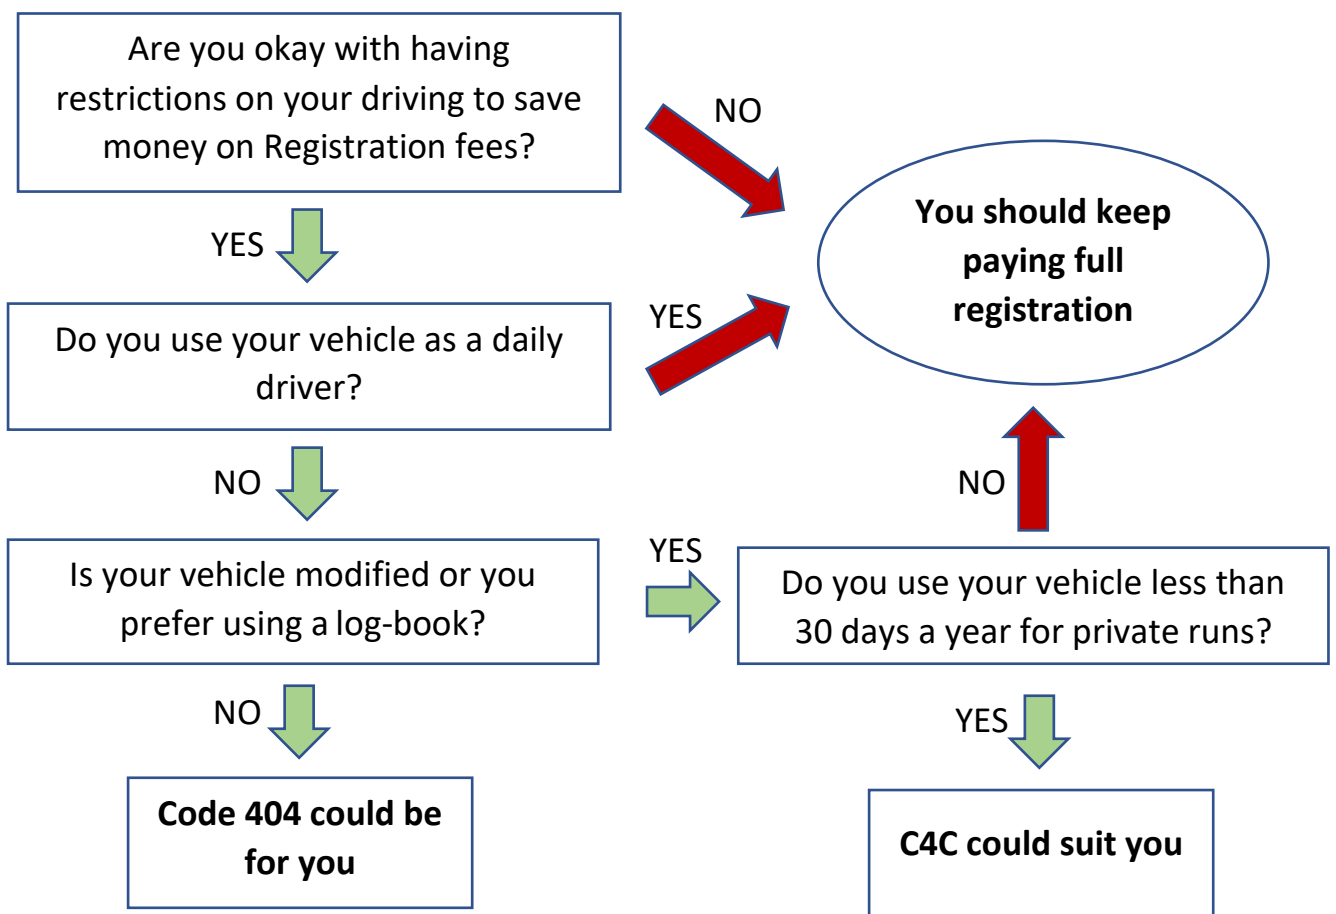 Are you okay with having
restrictions on your driving to save
money on Registration fees?
NO
You should keep
paying full
registration
YES
Do you use your vehicle as a daily
driver?
YES
NO
Is your vehicle modified or you
prefer using a log-book?
YES
Do you use your vehicle less than
30 days a year for private runs?
NO
NO
Code 404 could be
for you
YES
C4C could suit you